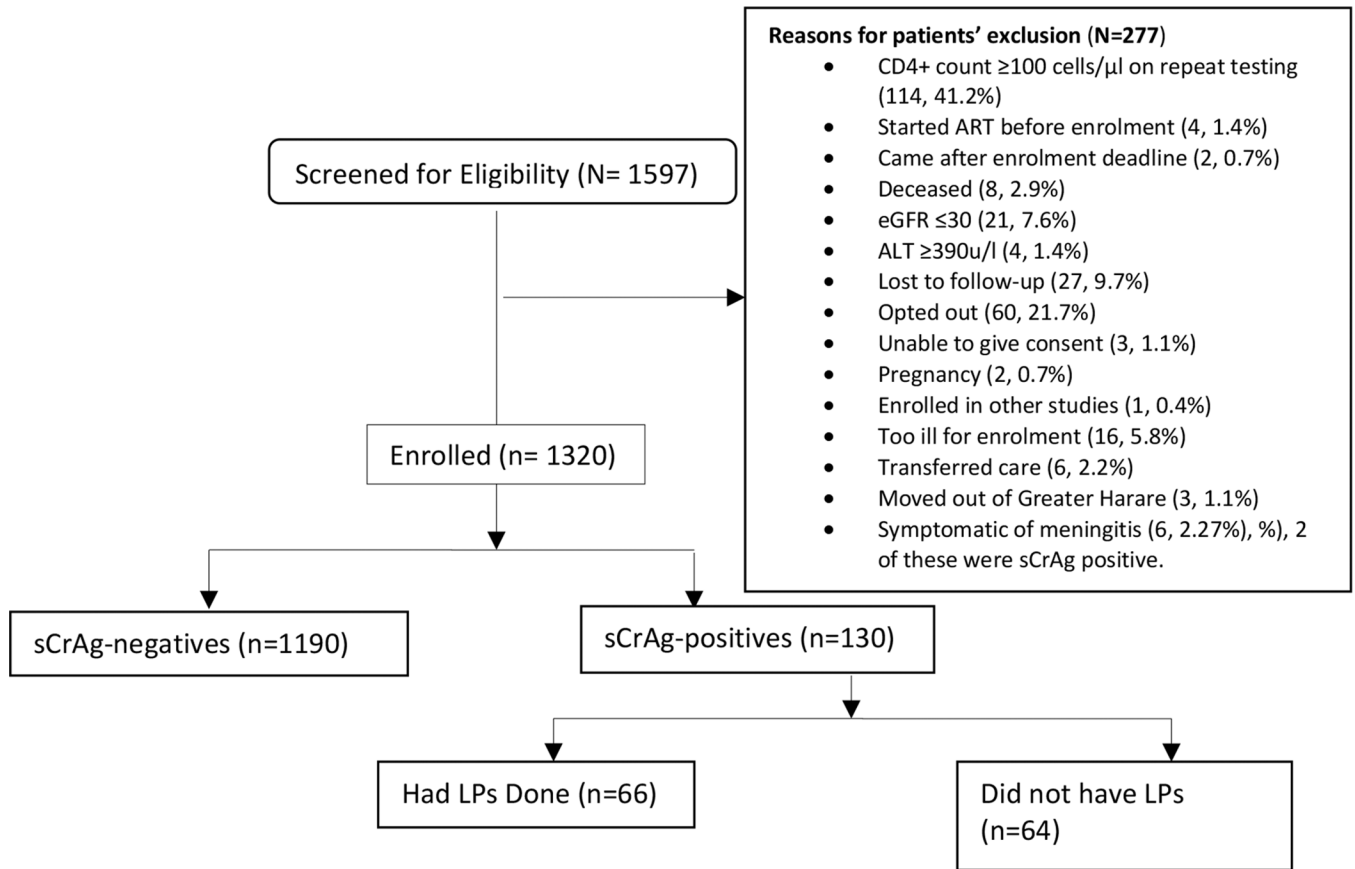 Reasons for patients’ exclusion (N=277)
• CD4+ count ≥100 cells/µl on repeat testing
(114, 41.2%)
• Started ART before enrolment (4, 1.4%)
• Came after enrolment deadline (2, 0.7%)
• Deceased (8, 2.9%)
• eGFR ≤30 (21, 7.6%)
• ALT ≥390u/l (4, 1.4%)
• Lost to follow-up (27, 9.7%)
• Opted out (60, 21.7%)
• Unable to give consent (3, 1.1%)
• Pregnancy (2, 0.7%)
• Enrolled in other studies (1, 0.4%)
• Too ill for enrolment (16, 5.8%)
• Transferred care (6, 2.2%)
• Moved out of Greater Harare (3, 1.1%)
• Symptomatic of meningitis (6, 2.27%), %), 2
of these were sCrAg positive.
Screened for Eligibility (N= 1597)
Enrolled (n= 1320)
sCrAg-negatives (n=1190)
sCrAg-positives (n=130)
Had LPs Done (n=66)
Did not have LPs
(n=64)